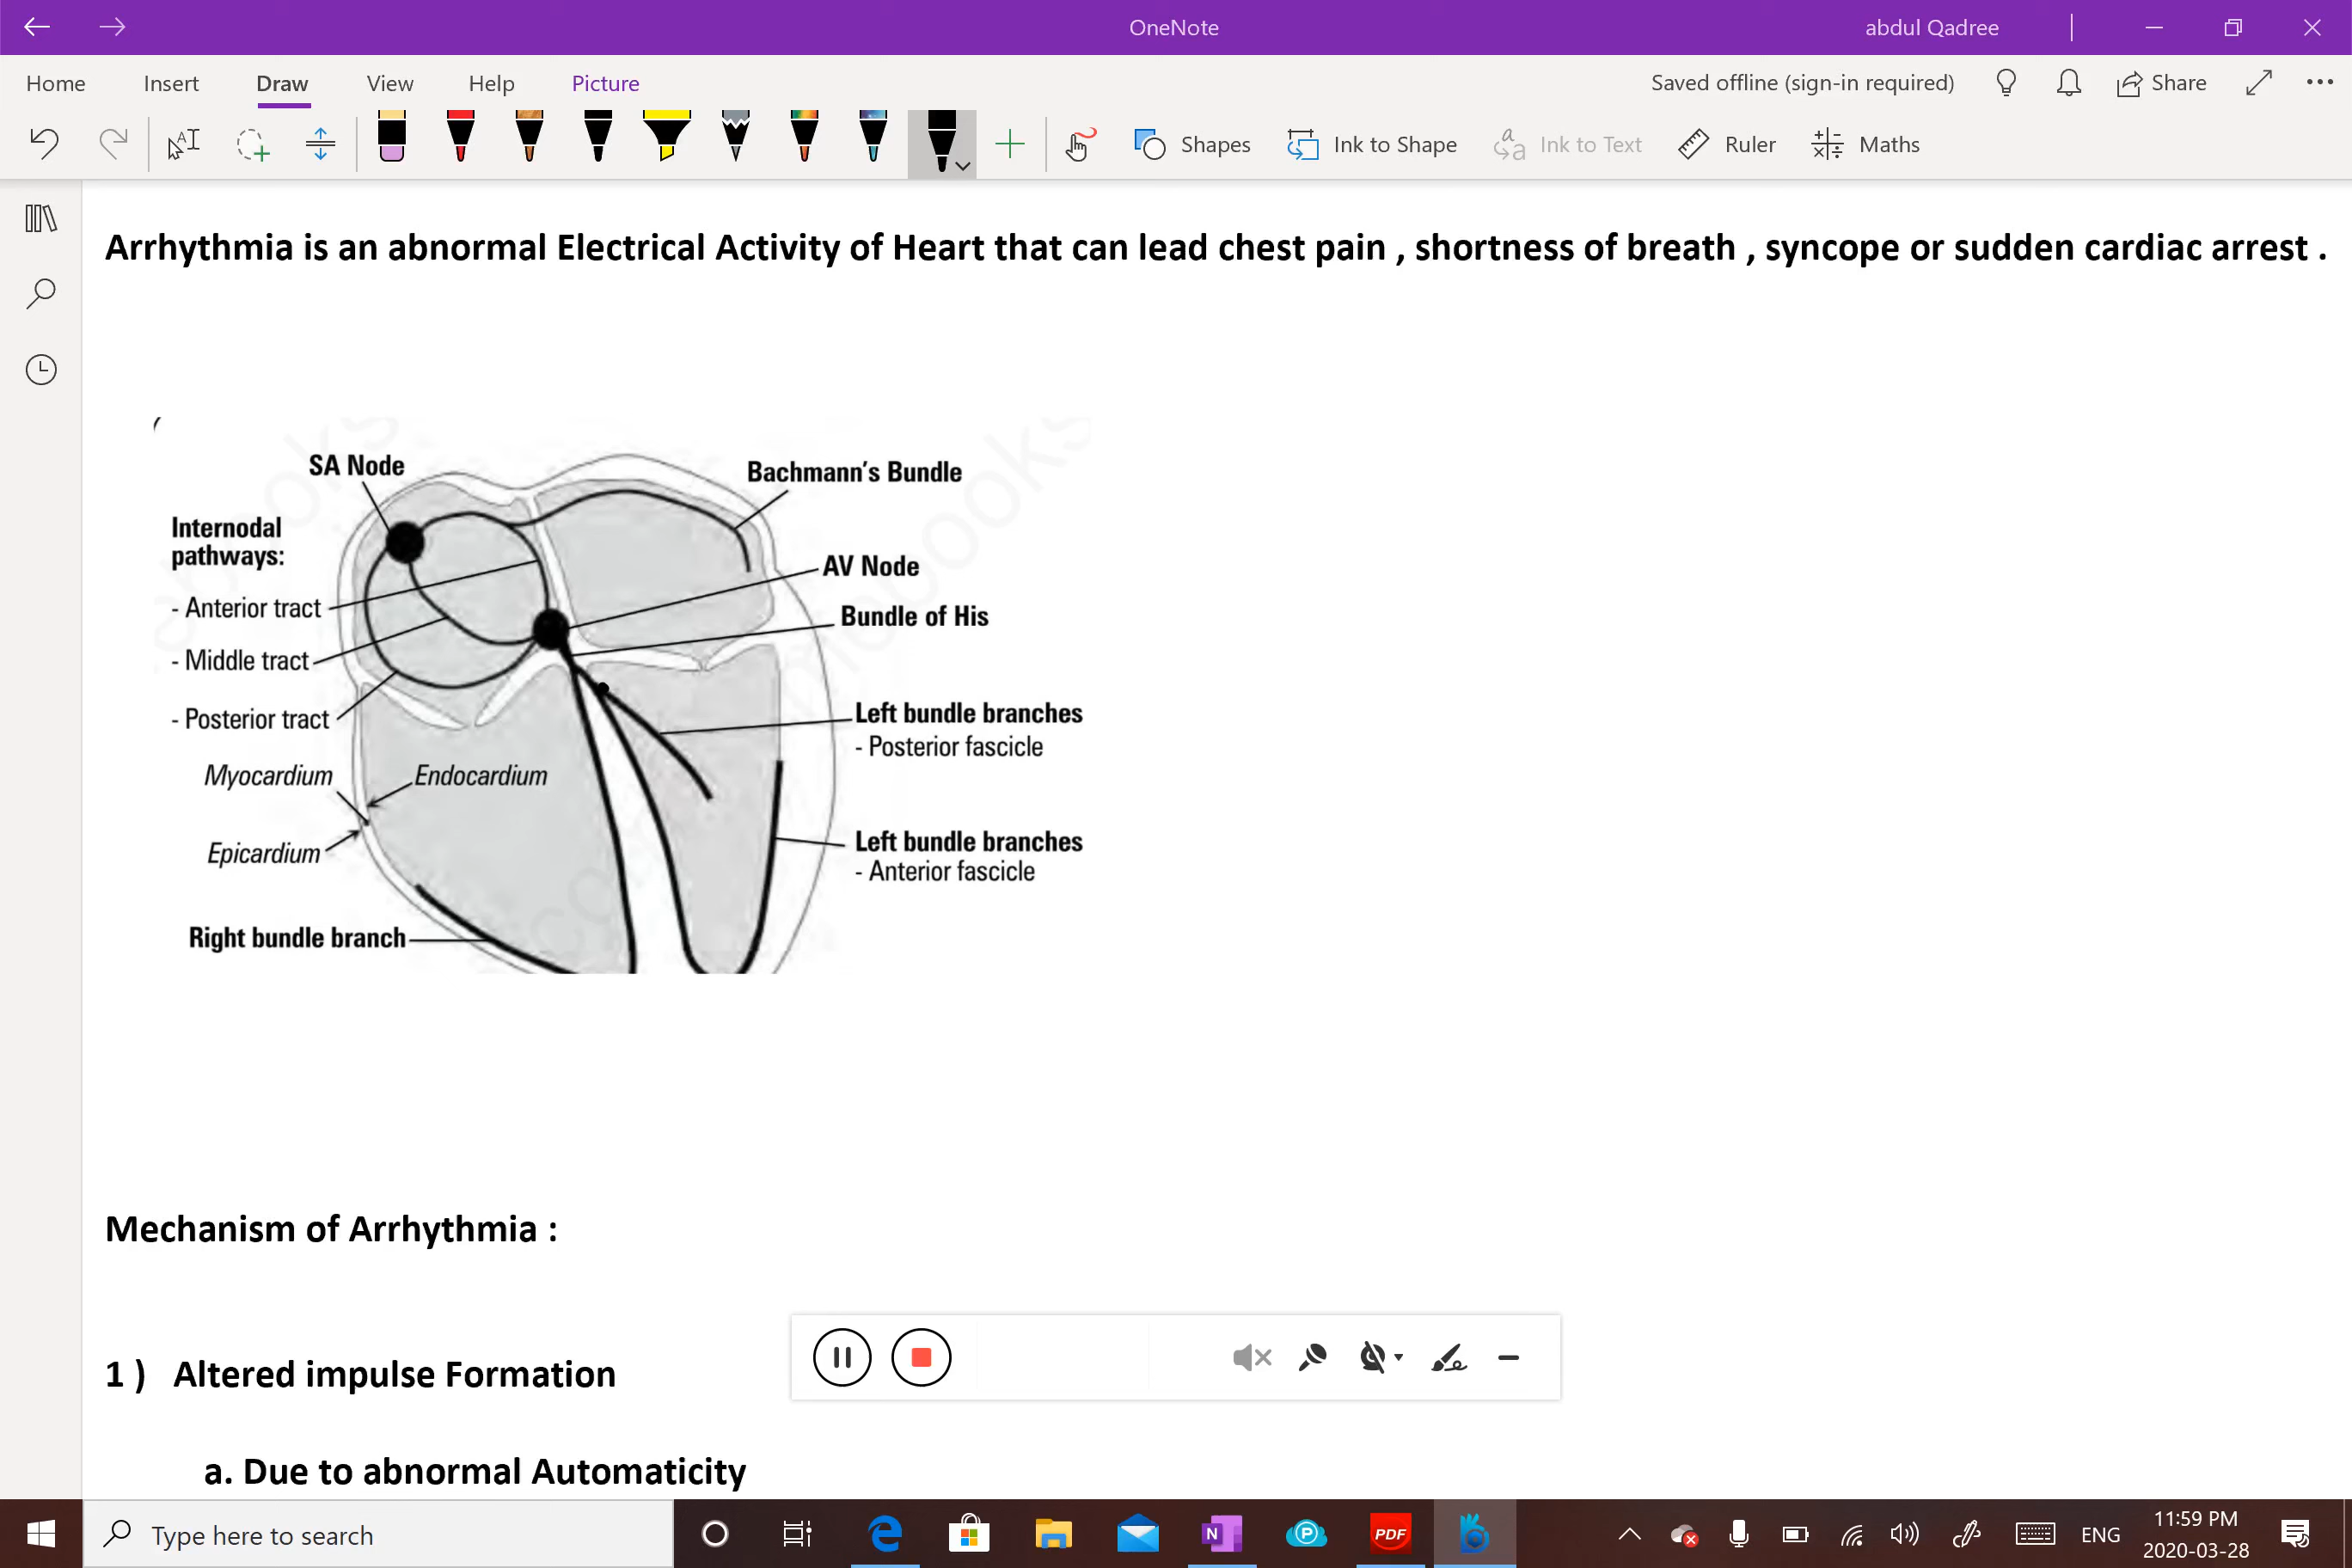 OneNote
abdul Qadree
Home Insert Draw View Help Picture
Saved offline (sign-in required) Share
Shapes Ink to Shape Ink to Text Ruler Maths
Arrhythmia is an abnormal Electrical Activity of Heart that can lead chest pain , shortness of breath , syncope or sudden cardiac arrest .
SA Node
Bachmann's Bundle
Internodal
pathways:
AV Node
- Anterior tract
Bundle of His
- Middle tract
- Posterior tract
Left bundle branches
- Posterior fascicle
Myocardium
Endocardium
Epicardium
Left bundle branches
- Anterior fascicle
Right bundle branch
Mechanism of Arrhythmia :
1 ) Altered impulse Formation
a. Due to abnormal Automaticity
Type here to search
N
P
PDF
ENG
11:59 PM
2020-03-28